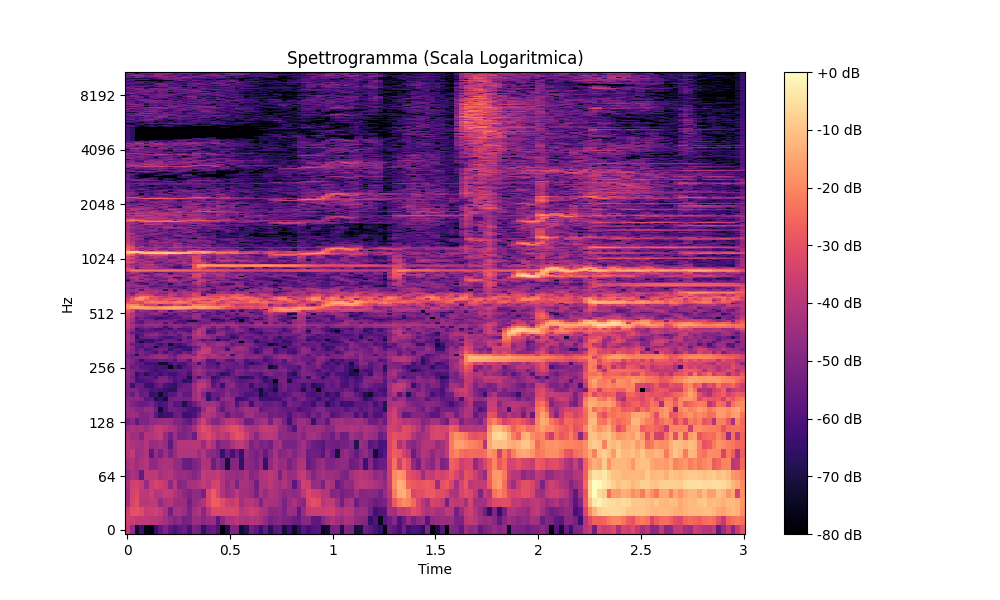 Spettrogramma (Scala Logaritmica)
Hz
8192
4096
2048
1024
512
256
128
64
0
0 0.5 1 1.5 2 2.5 3
Time
+0 dB
-10 dB
-20 dB
-30 dB
-40 dB
-50 dB
-60 dB
-70 dB
-80 dB